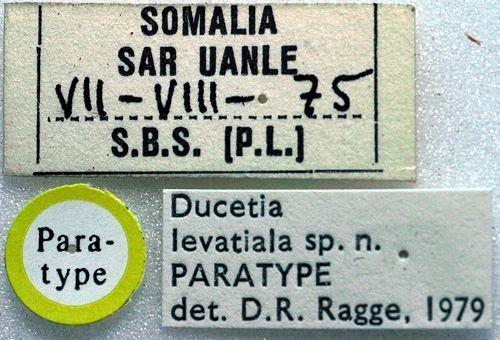 SOMALIA
SAR UANLE
VII-VIII-75
S.B.S. (P.L.)
Para-
type
Ducetia
levatiala sp. n.
PARATYPE
det. D.R. Ragge, 1979